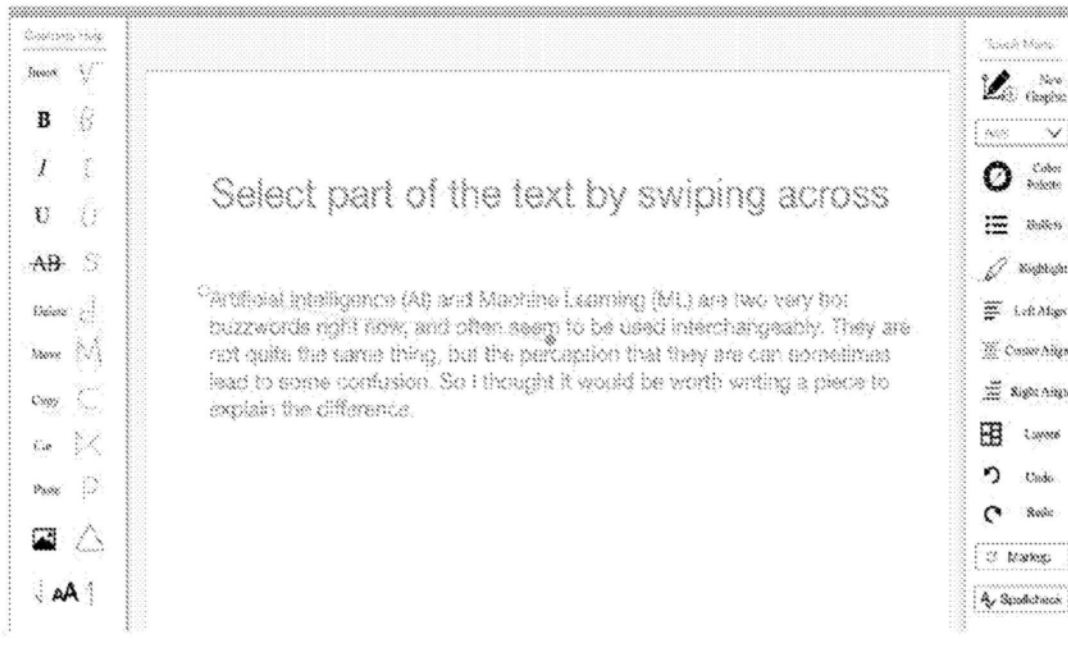 Gesture Help
Insert
B B
I I
U U
AB S
Delete d
Move M
Copy C
Cut
Paste P
AA
Select part of the text by swiping across
Artificial Intelligence (AI) and Machine Learning (ML) are two very hot
buzzwords right now, and often seem to be used interchangeably. They are
not quite the same thing, but the perception that they are can sometimes
lead to some confusion. So I thought it would be worth writing a piece to
explain the difference.
Touch Menu
New
Graphic
Color
Palette
Bullets
Highlight
Left Align
Center Align
Right Align
Layout
Undo
Redo
Markup
Spellcheck